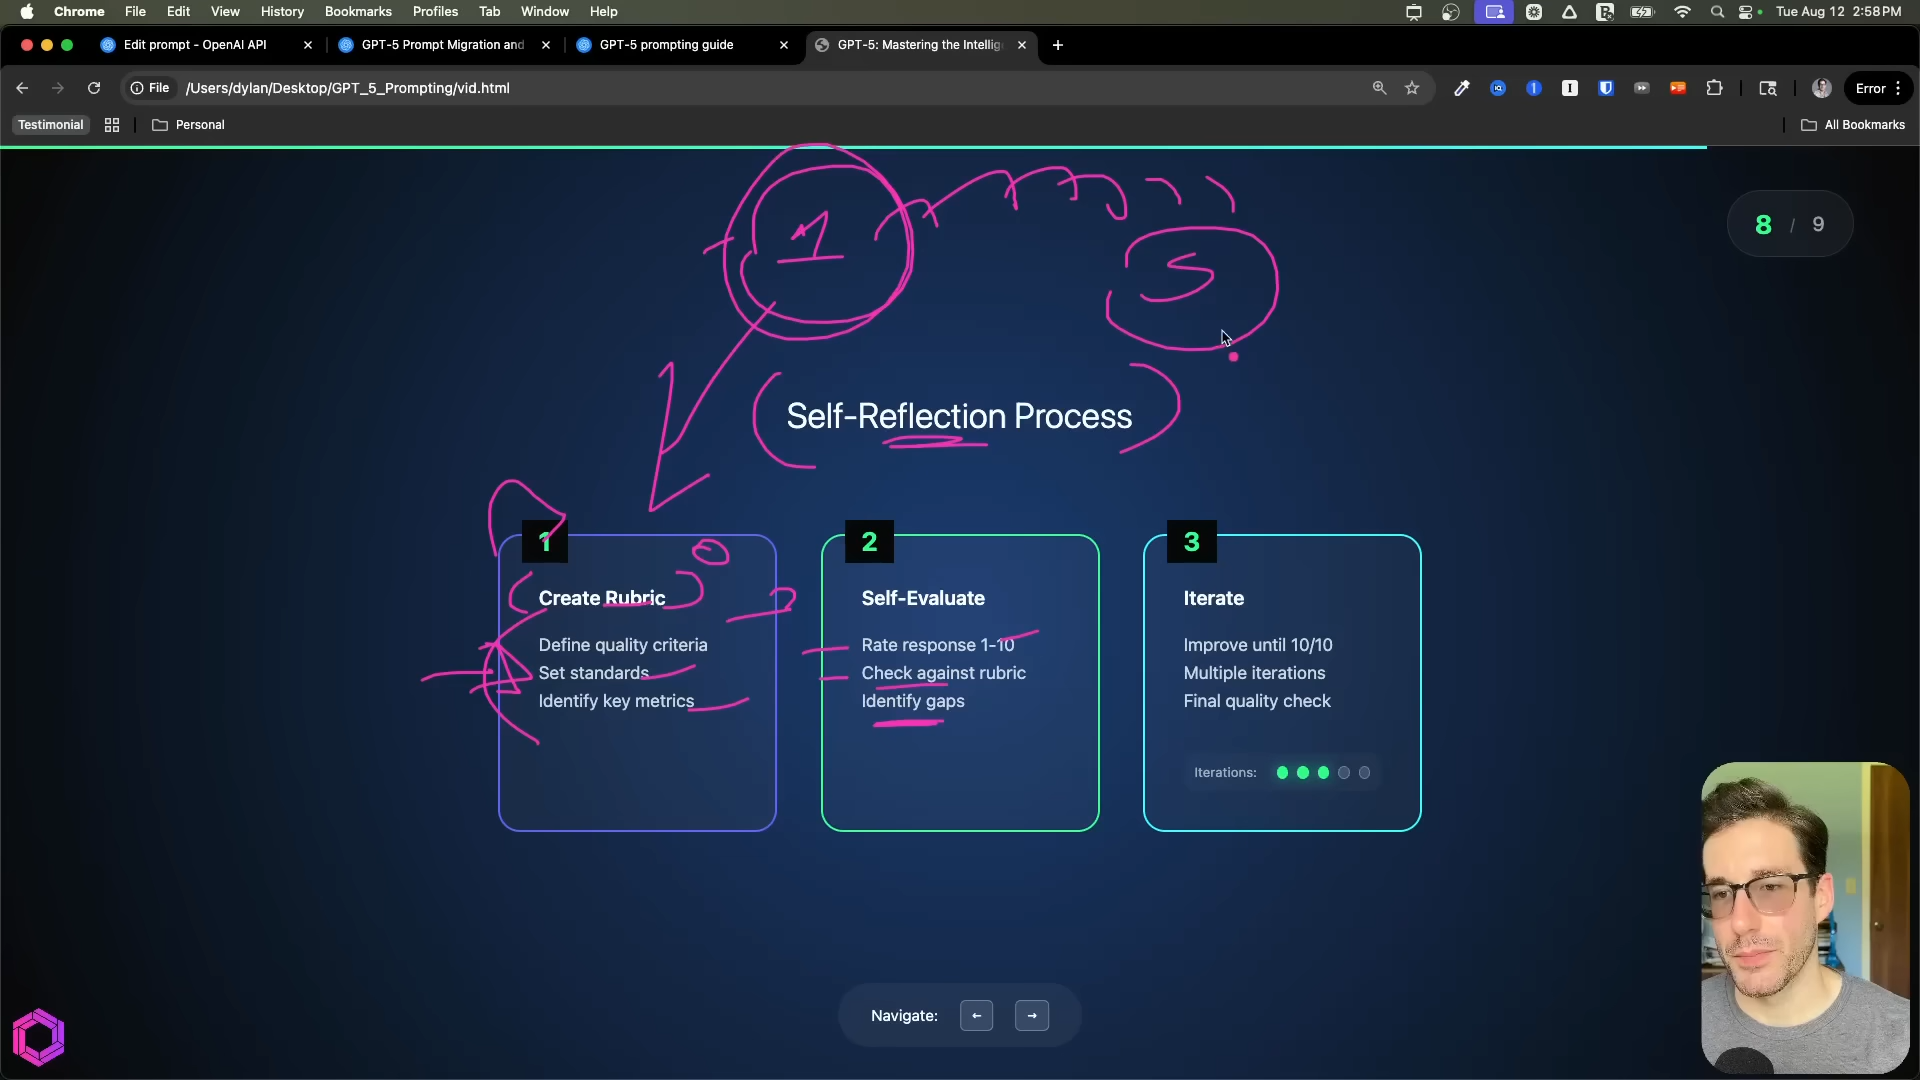 Chrome File Edit View History Bookmarks Profiles Tab Window Help Tue Aug 12 2:58 PM
Edit prompt - OpenAI API GPT-5 Prompt Migration and GPT-5 prompting guide GPT-5: Mastering the Intellig
File /Users/dylan/Desktop/GPT_5_Prompting/vid.html Error
Testimonial Personal All Bookmarks
8 / 9
1
5
Self-Reflection Process
1
Create Rubric
Define quality criteria
Set standards
Identify key metrics
2
Self-Evaluate
Rate response 1-10
Check against rubric
Identify gaps
3
Iterate
Improve until 10/10
Multiple iterations
Final quality check
Iterations:
Navigate: ← →